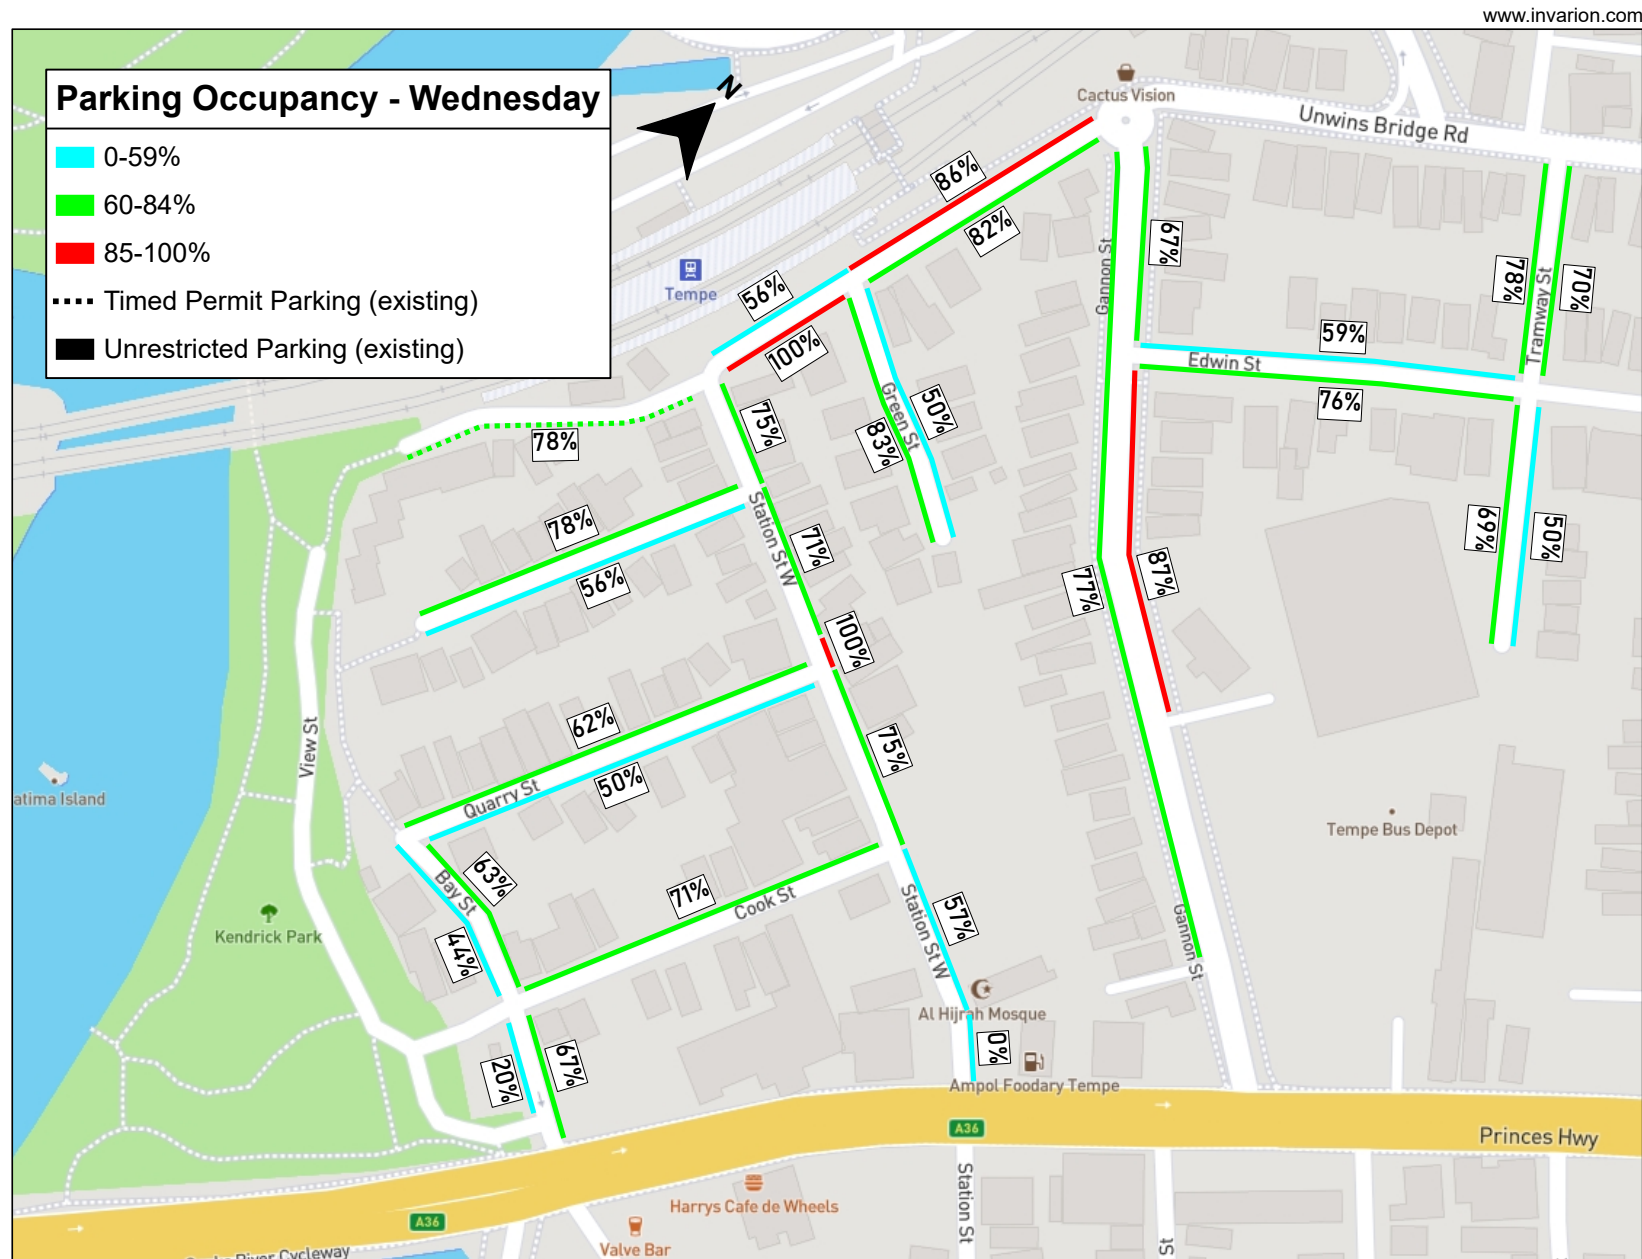 www.invarion.com
Parking Occupancy - Wednesday
0-59%
60-84%
85-100%
Timed Permit Parking (existing)
Unrestricted Parking (existing)
N
Cactus Vision
Unwins Bridge Rd
86%
82%
67%
Gannon St
78%
Tramway St
70%
Tempe
56%
100%
59%
Edwin St
76%
75%
Green St
50%
83%
78%
78%
Station St W
71%
56%
69%
50%
77%
87%
100%
62%
View St
75%
50%
Quarry St
atima Island
Tempe Bus Depot
63%
Bay St
71%
Cook St
Station St W
57%
Gannon St
Kendrick Park
44%
Al Hijrah Mosque
0%
20%
67%
Ampol Foodary Tempe
A36
Princes Hwy
Station St
Harrys Cafe de Wheels
A36
Valve Bar
River Cycleway
St